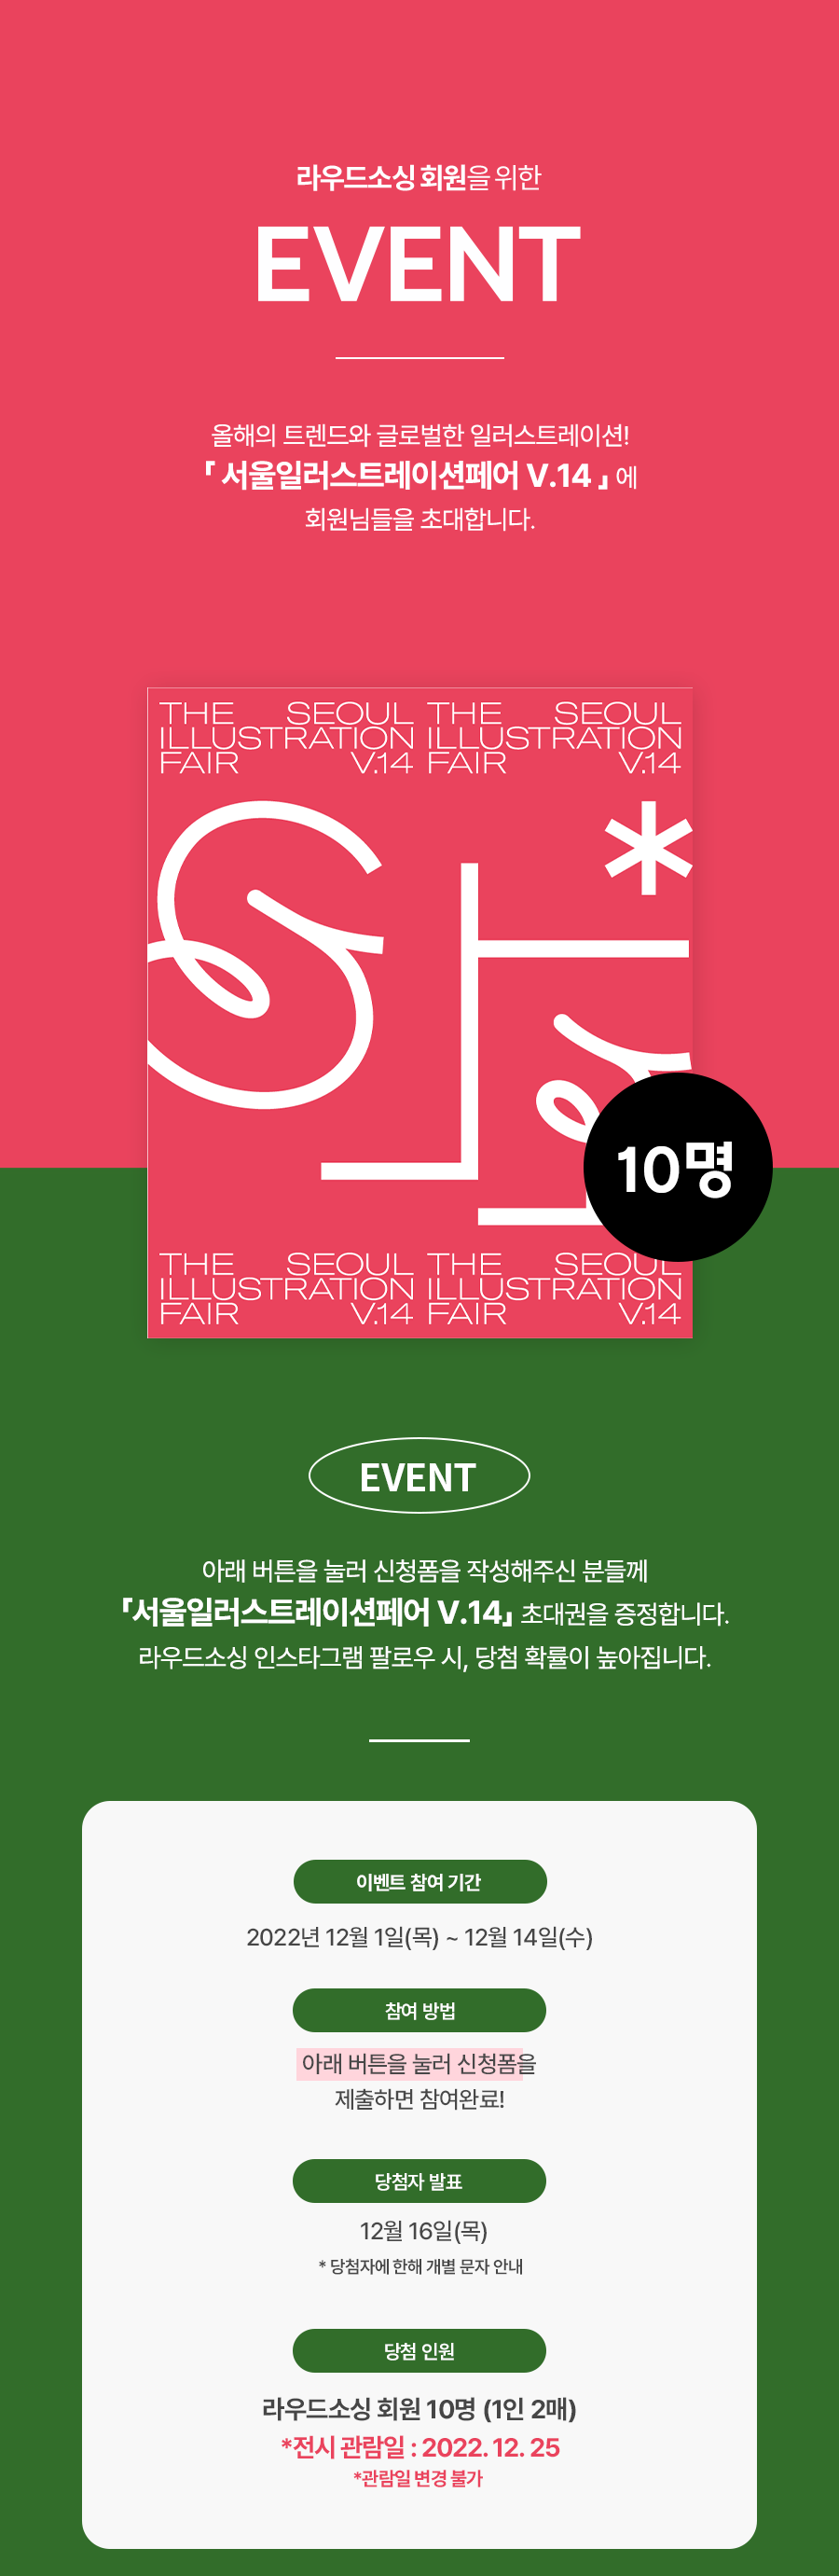 라우드소싱 회원을 위한
EVENT
올해의 트렌드와 글로벌한 일러스트레이션!
『 서울일러스트레이션페어 V.14 』에
회원님들을 초대합니다.
THE SEOUL THE SEOUL
ILLUSTRATION ILLUSTRATION
FAIR V.14 FAIR V.14
*
10명
THE SEOUL THE SEOUL
ILLUSTRATION ILLUSTRATION
FAIR V.14 FAIR V.14
EVENT
아래 버튼을 눌러 신청폼을 작성해주신 분들께
『서울일러스트레이션페어 V.14』 초대권을 증정합니다.
라우드소싱 인스타그램 팔로우 시, 당첨 확률이 높아집니다.
이벤트 참여 기간
2022년 12월 1일(목) ~ 12월 14일(수)
참여 방법
아래 버튼을 눌러 신청폼을
제출하면 참여완료!
당첨자 발표
12월 16일(목)
* 당첨자에 한해 개별 문자 안내
당첨 인원
라우드소싱 회원 10명 (1인 2매)
*전시 관람일 : 2022. 12. 25
*관람일 변경 불가